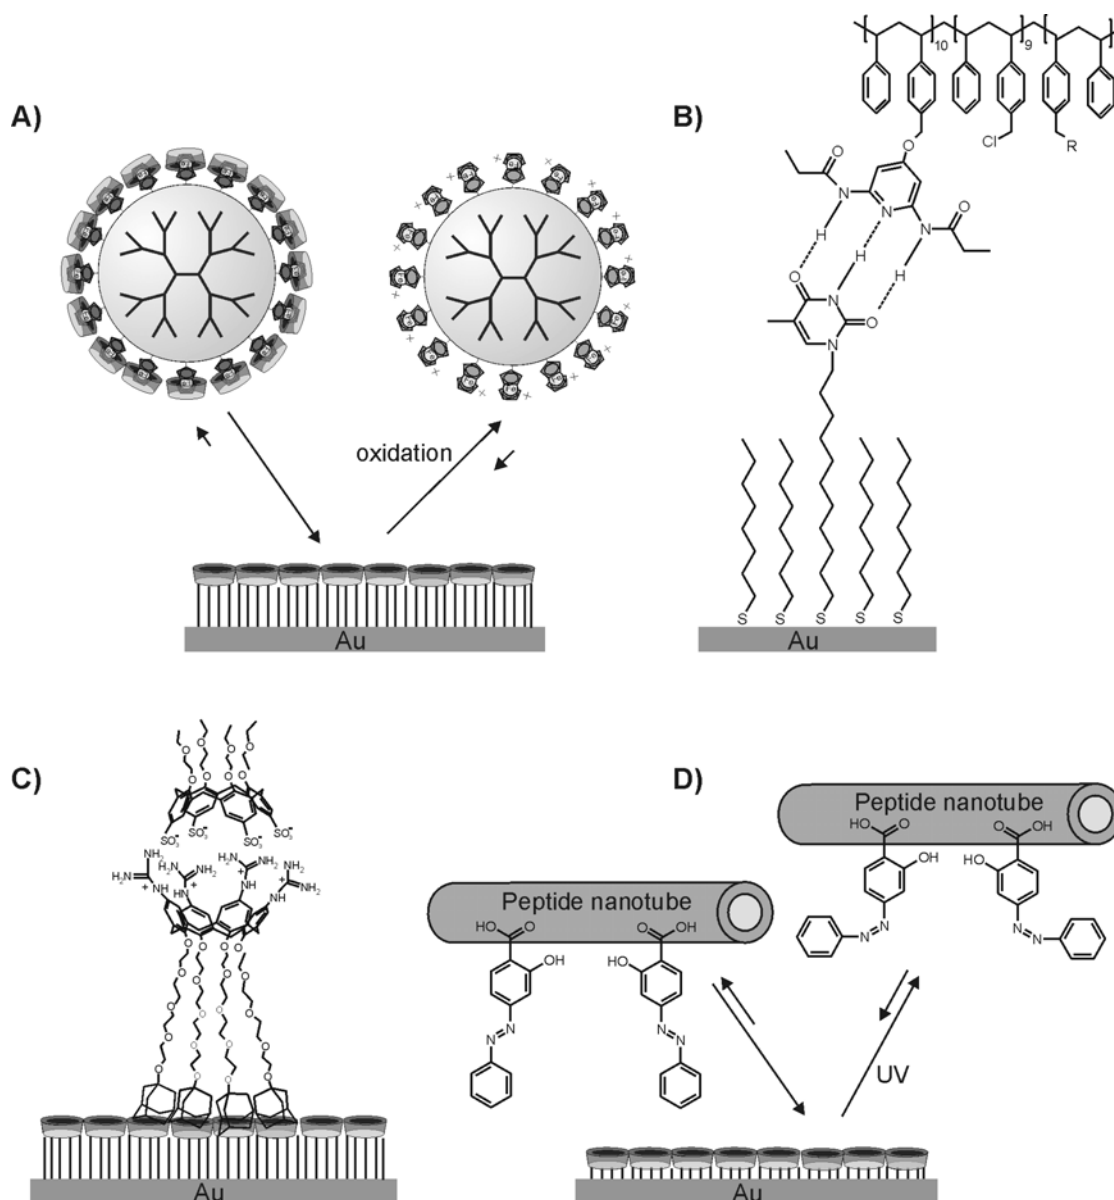 A)
oxidation
Au
B)
10
9
Cl
R
O
O
N
N
N
O
H
H
H
O
N
O
N
S
S
S
S
S
Au
C)
O
O
O
O
O
O
O
O
SO3-
SO3-
SO3-
SO3-
NH2
H2N
NH
+
H2N
NH2
HN
+
H2N
NH2
NH
+
NH2
NH2
NH
+
O
O
O
O
Au
D)
Peptide nanotube
HO
O
OH
O
OH
HO
N
N
N
N
Peptide nanotube
HO
O
OH
O
OH
HO
N
N
N
N
UV
Au